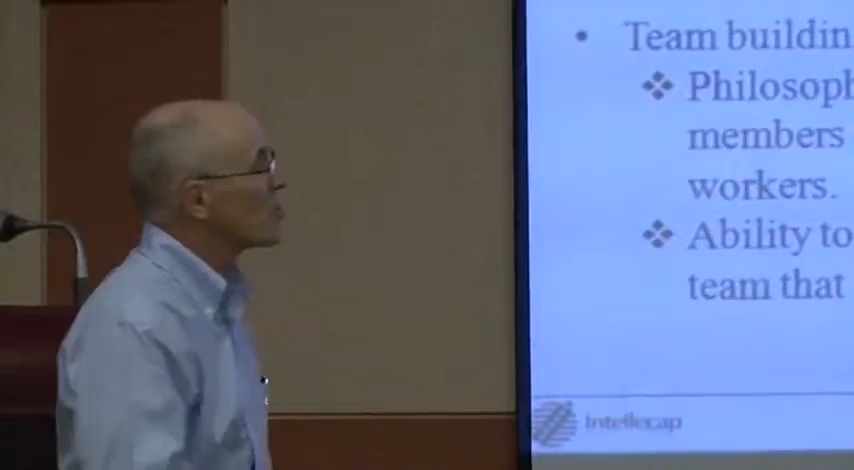 • Team buildin
❖ Philosoph
members
workers.
❖ Ability to
team that
Intellecap